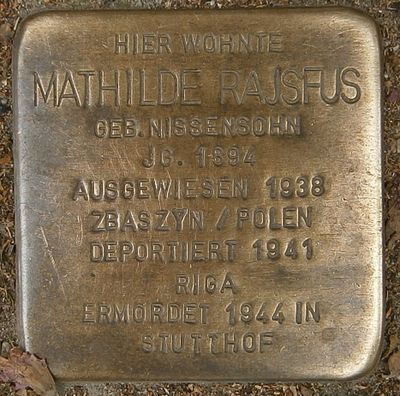 HIER WOHNTE
MATHILDE RAJSFUS
GEB. NISSENSOHN
JG. 1894
AUSGEWIESEN 1938
ZBASZYN / POLEN
DEPORTIERT 1941
RIGA
ERMORDET 1944 IN
STUTTHOF